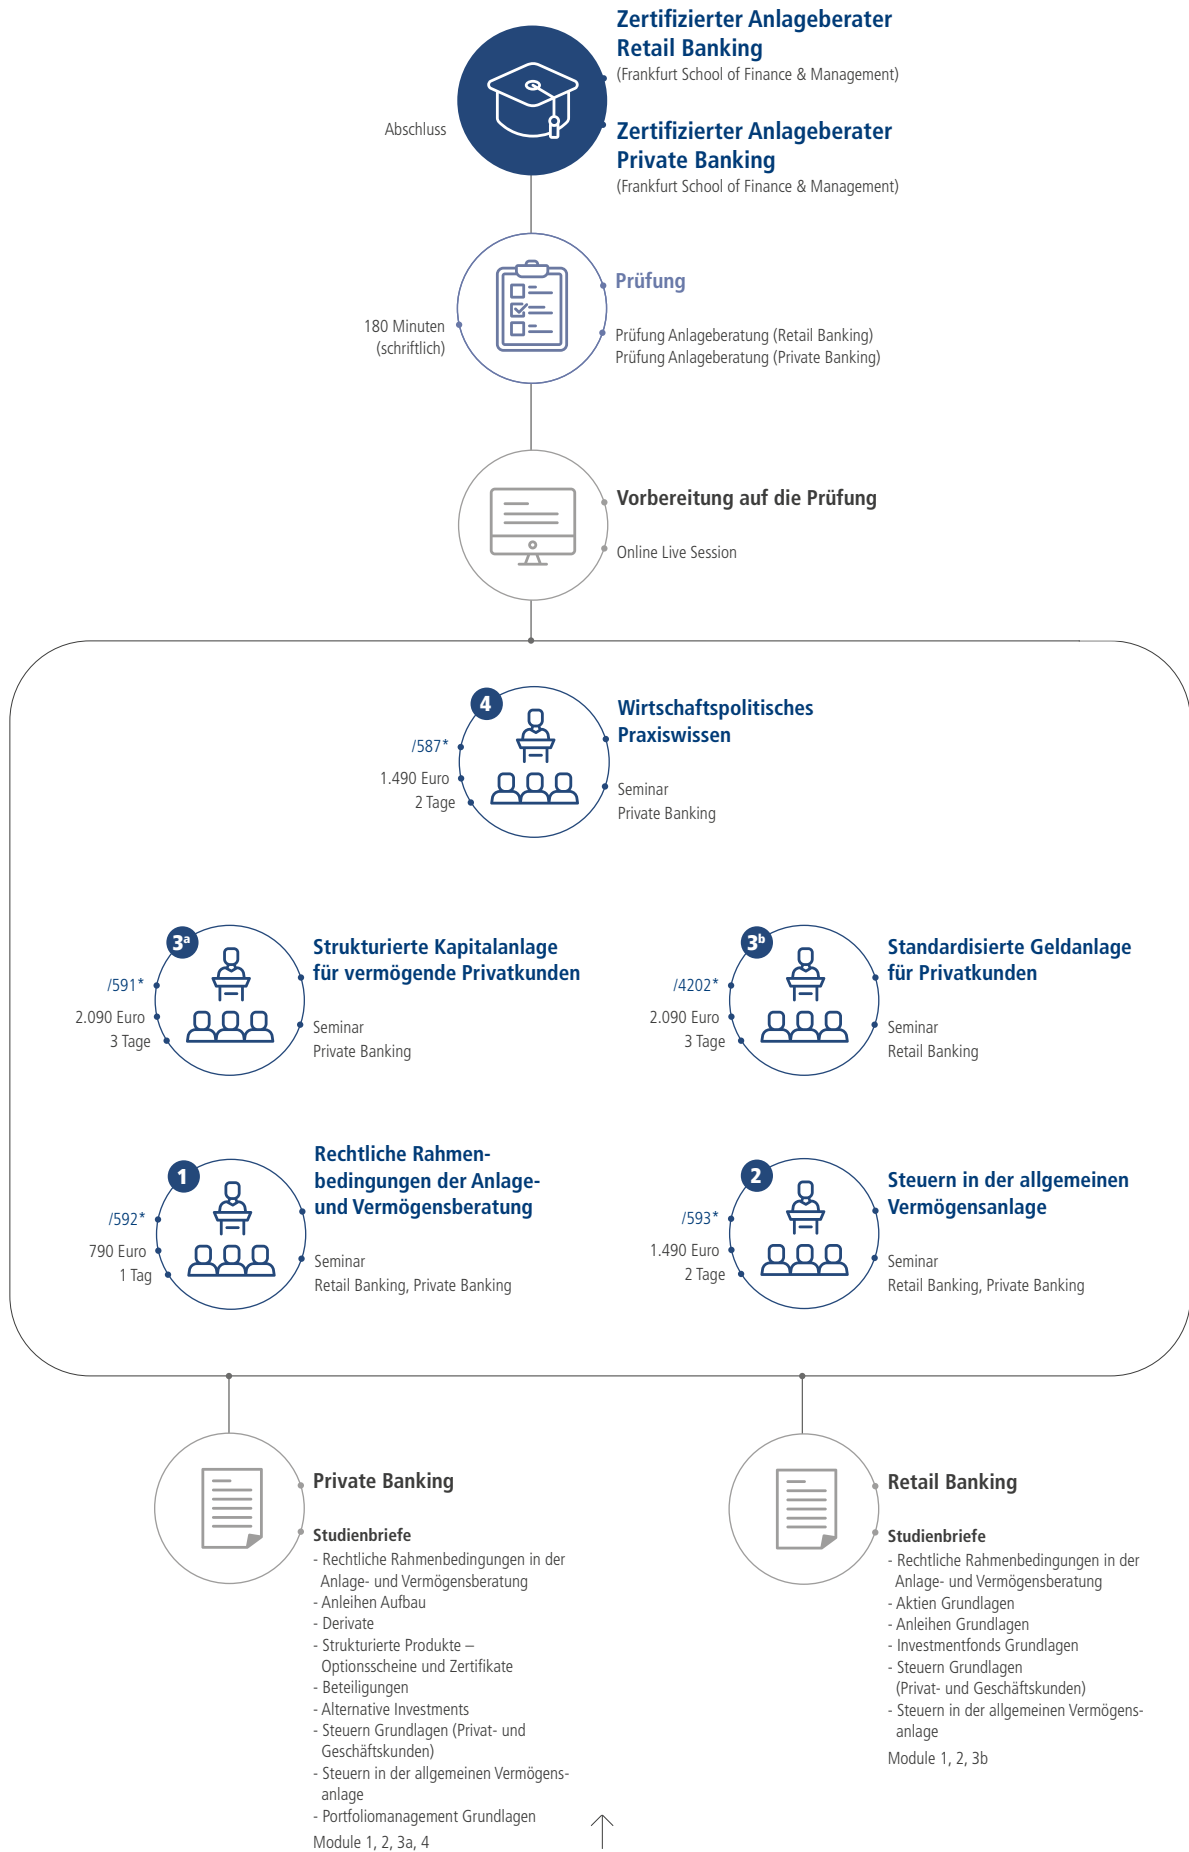 Zertifizierter Anlageberater
Retail Banking
(Frankfurt School of Finance & Management)
Abschluss
Zertifizierter Anlageberater
Private Banking
(Frankfurt School of Finance & Management)
Prüfung
180 Minuten
(schriftlich)
Prüfung Anlageberatung (Retail Banking)
Prüfung Anlageberatung (Private Banking)
Vorbereitung auf die Prüfung
Online Live Session
4
Wirtschaftspolitisches
Praxiswissen
/587*
1.490 Euro
2 Tage
Seminar
Private Banking
3a
Strukturierte Kapitalanlage
für vermögende Privatkunden
/591*
2.090 Euro
3 Tage
Seminar
Private Banking
3b
Standardisierte Geldanlage
für Privatkunden
/4202*
2.090 Euro
3 Tage
Seminar
Retail Banking
1
Rechtliche Rahmen-
bedingungen der Anlage-
und Vermögensberatung
/592*
790 Euro
1 Tag
Seminar
Retail Banking, Private Banking
2
Steuern in der allgemeinen
Vermögensanlage
/593*
1.490 Euro
2 Tage
Seminar
Retail Banking, Private Banking
Private Banking
Studienbriefe
- Rechtliche Rahmenbedingungen in der
Anlage- und Vermögensberatung
- Anleihen Aufbau
- Derivate
- Strukturierte Produkte –
Optionsscheine und Zertifikate
- Beteiligungen
- Alternative Investments
- Steuern Grundlagen (Privat- und
Geschäftskunden)
- Steuern in der allgemeinen Vermögens-
anlage
- Portfoliomanagement Grundlagen
Module 1, 2, 3a, 4
Retail Banking
Studienbriefe
- Rechtliche Rahmenbedingungen in der
Anlage- und Vermögensberatung
- Aktien Grundlagen
- Anleihen Grundlagen
- Investmentfonds Grundlagen
- Steuern Grundlagen
(Privat- und Geschäftskunden)
- Steuern in der allgemeinen Vermögens-
anlage
Module 1, 2, 3b